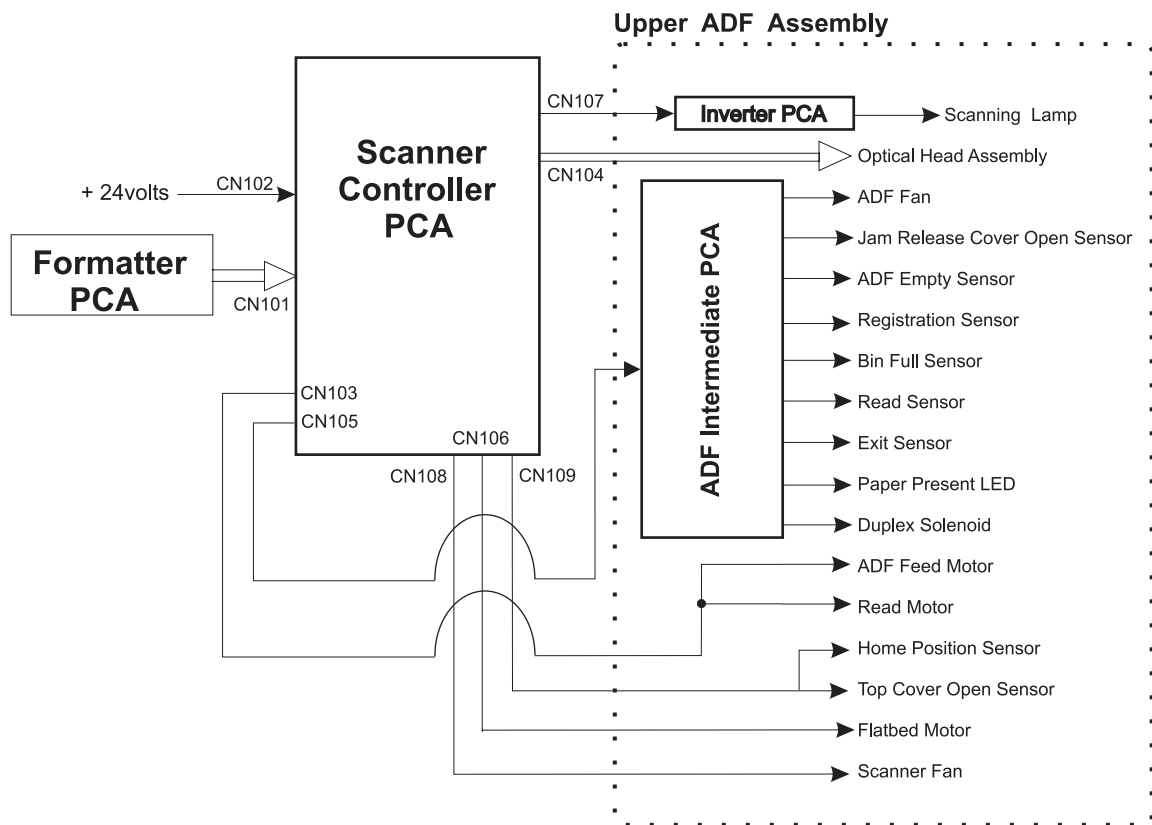 Upper ADF Assembly
CN107
Inverter PCA
Scanning Lamp
Scanner
Controller
PCA
CN104
Optical Head Assembly
+ 24volts
CN102
ADF Fan
Formatter
PCA
CN101
ADF Intermediate PCA
Jam Release Cover Open Sensor
ADF Empty Sensor
Registration Sensor
Bin Full Sensor
CN103
Read Sensor
CN105
CN106
Exit Sensor
CN108
CN109
Paper Present LED
Duplex Solenoid
ADF Feed Motor
Read Motor
Home Position Sensor
Top Cover Open Sensor
Flatbed Motor
Scanner Fan